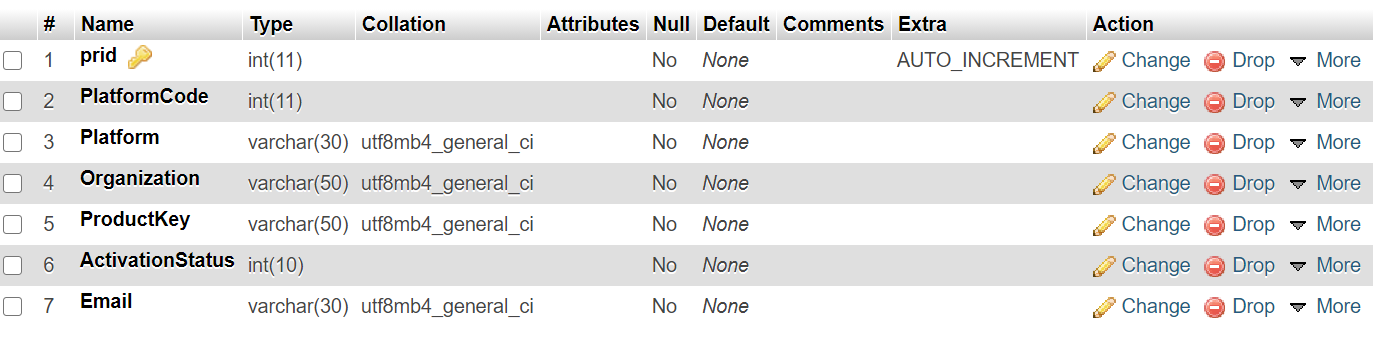 # Name Type Collation Attributes Null Default Comments Extra Action
1 prid int(11) No None AUTO_INCREMENT Change Drop More
2 PlatformCode int(11) No None Change Drop More
3 Platform varchar(30) utf8mb4_general_ci No None Change Drop More
4 Organization varchar(50) utf8mb4_general_ci No None Change Drop More
5 ProductKey varchar(50) utf8mb4_general_ci No None Change Drop More
6 ActivationStatus int(10) No None Change Drop More
7 Email varchar(30) utf8mb4_general_ci No None Change Drop More